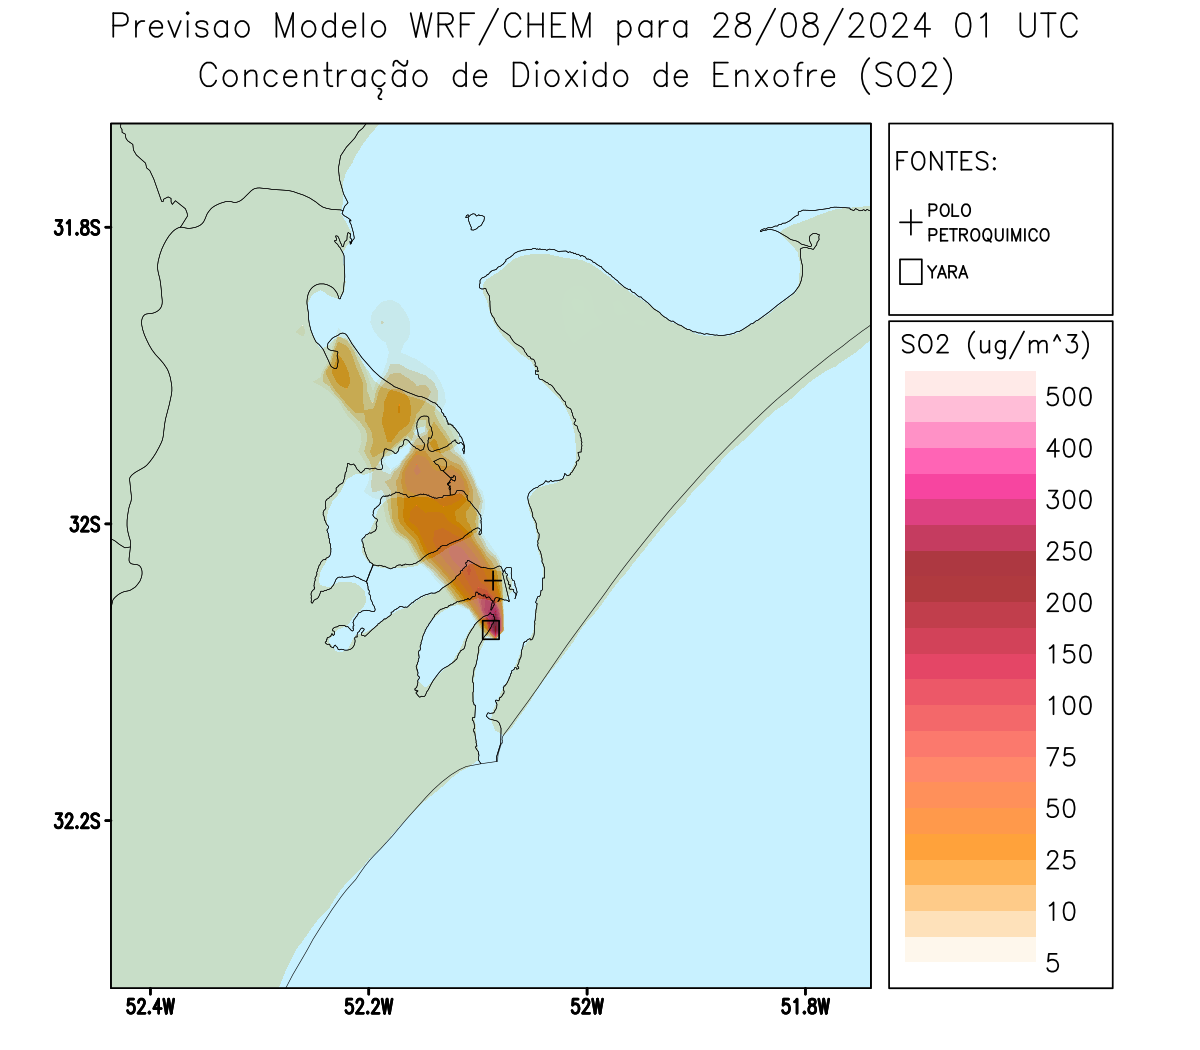 Previsao Modelo WRF/CHEM para 28/08/2024 01 UTC
Concentração de Dioxido de Enxofre (SO2)
31.8S
32S
32.2S
52.4W
52.2W
52W
51.8W
FONTES:
POLO
PETROQUIMICO
YARA
SO2 (ug/m^3)
500
400
300
250
200
150
100
75
50
25
10
5